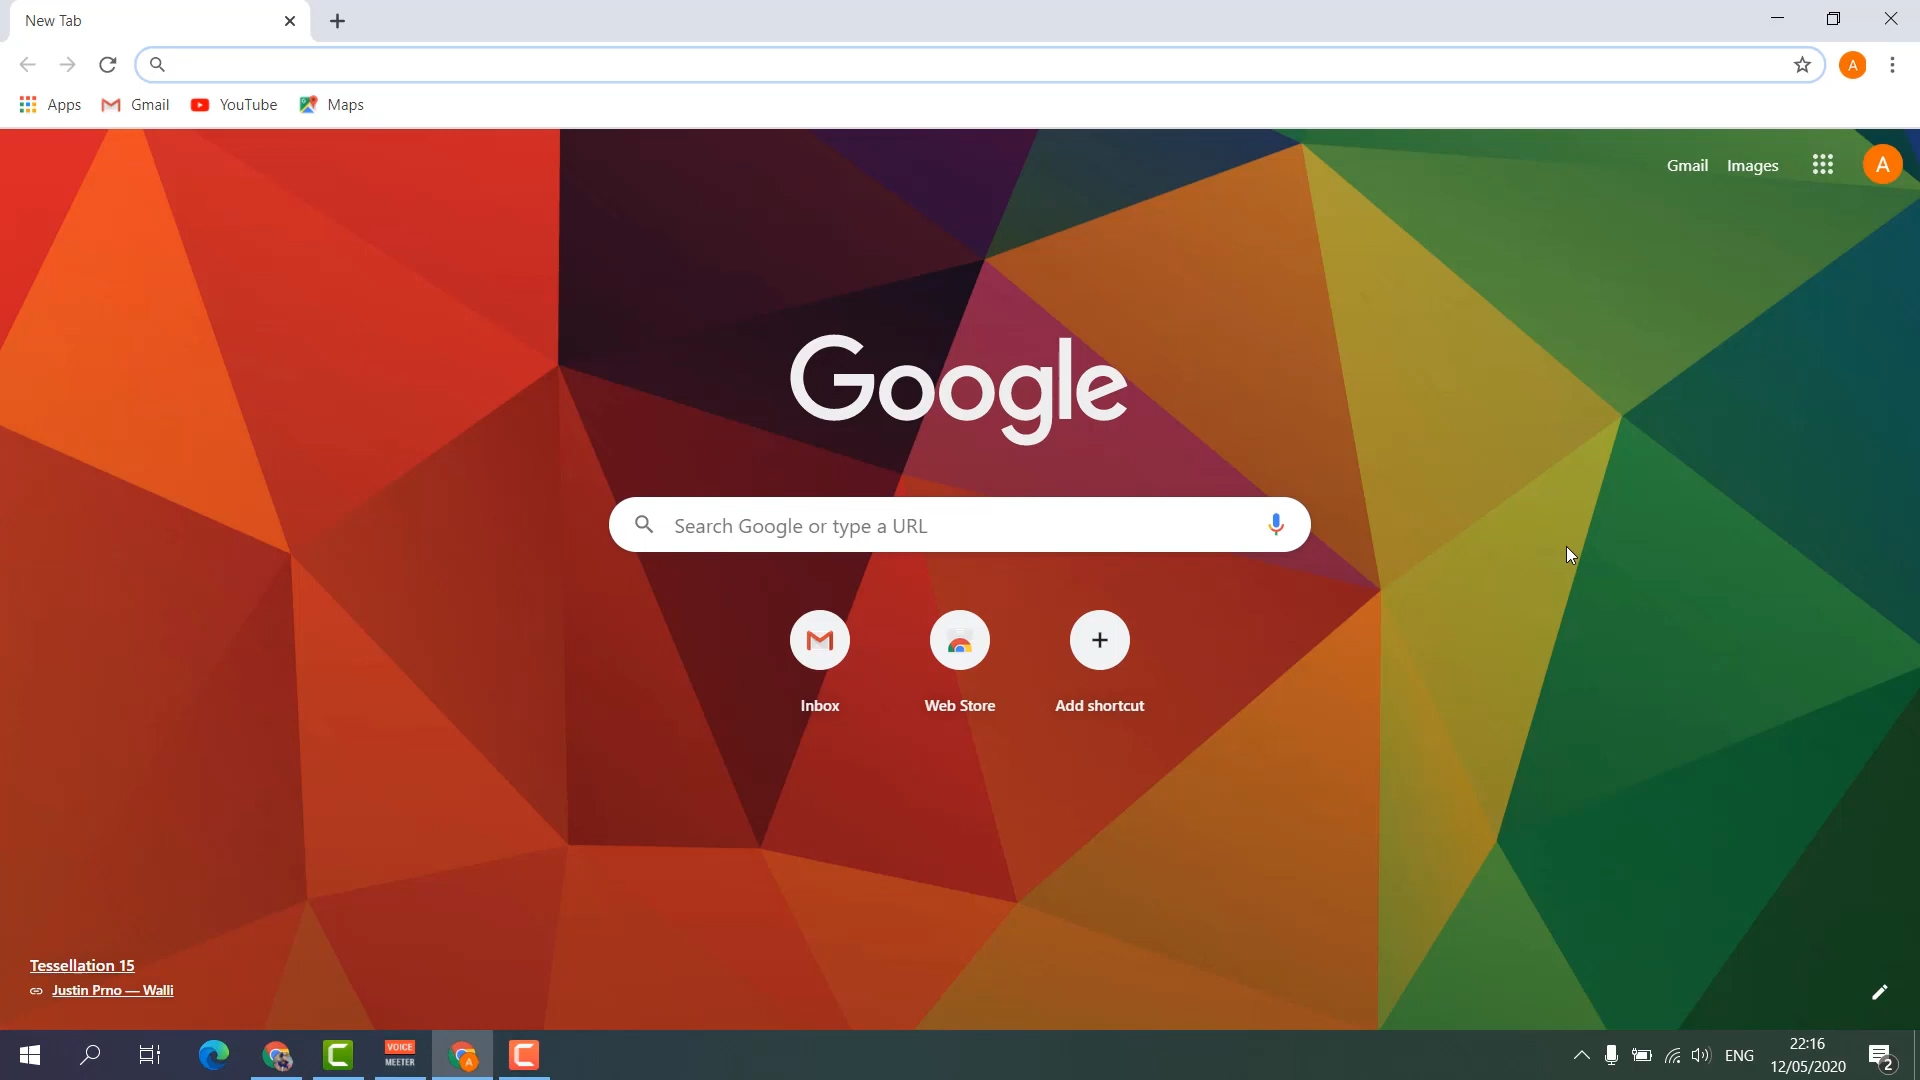 New Tab
Apps Gmail YouTube Maps
A
Gmail Images A
Google
Search Google or type a URL
Inbox Web Store Add shortcut
Tessellation 15
Justin Prno — Walli
VOICE
MEETER
A
ENG
22:16
12/05/2020
2